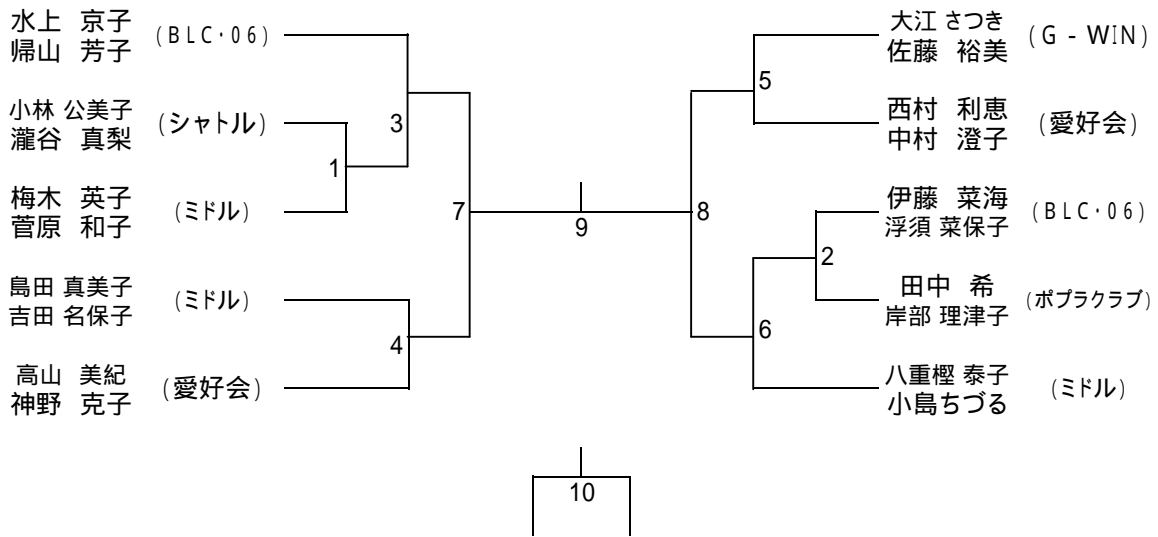 水上 京子
帰山 芳子
(BLC・06)
小林 公美子
瀧谷 真梨
(シャトル)
梅木 英子
菅原 和子
(ミドル)
島田 真美子
吉田 名保子
(ミドル)
高山 美紀
神野 克子
(愛好会)
1
3
4
7
9
8
5
2
6
大江 さつき
佐藤 裕美
(G - WIN)
西村 利恵
中村 澄子
(愛好会)
伊藤 菜海
浮須 菜保子
(BLC・06)
田中 希
岸部 理津子
(ポプラクラブ)
八重樫 泰子
小島ちづる
(ミドル)
10